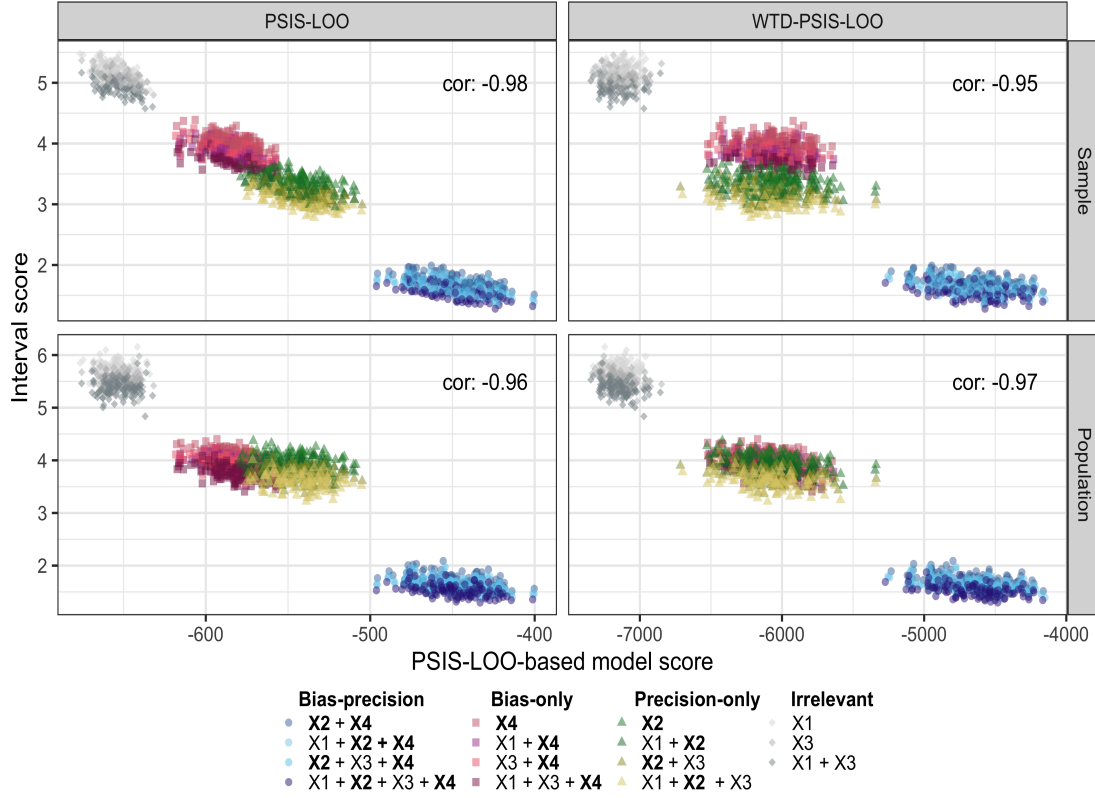 PSIS-LOO WTD-PSIS-LOO
cor: -0.98 cor: -0.95
5
4
3
2
Sample
cor: -0.96 cor: -0.97
6
5
4
3
2
Population
Interval score
-600 -500 -400 -7000 -6000 -5000 -4000
PSIS-LOO-based model score
Bias-precision Bias-only Precision-only Irrelevant
X2 + X4 X4 X2 X1
X1 + X2 + X4 X1 + X4 X1 + X2 X3
X2 + X3 + X4 X3 + X4 X2 + X3 X1 + X3
X1 + X2 + X3 + X4 X1 + X3 + X4 X1 + X2 + X3